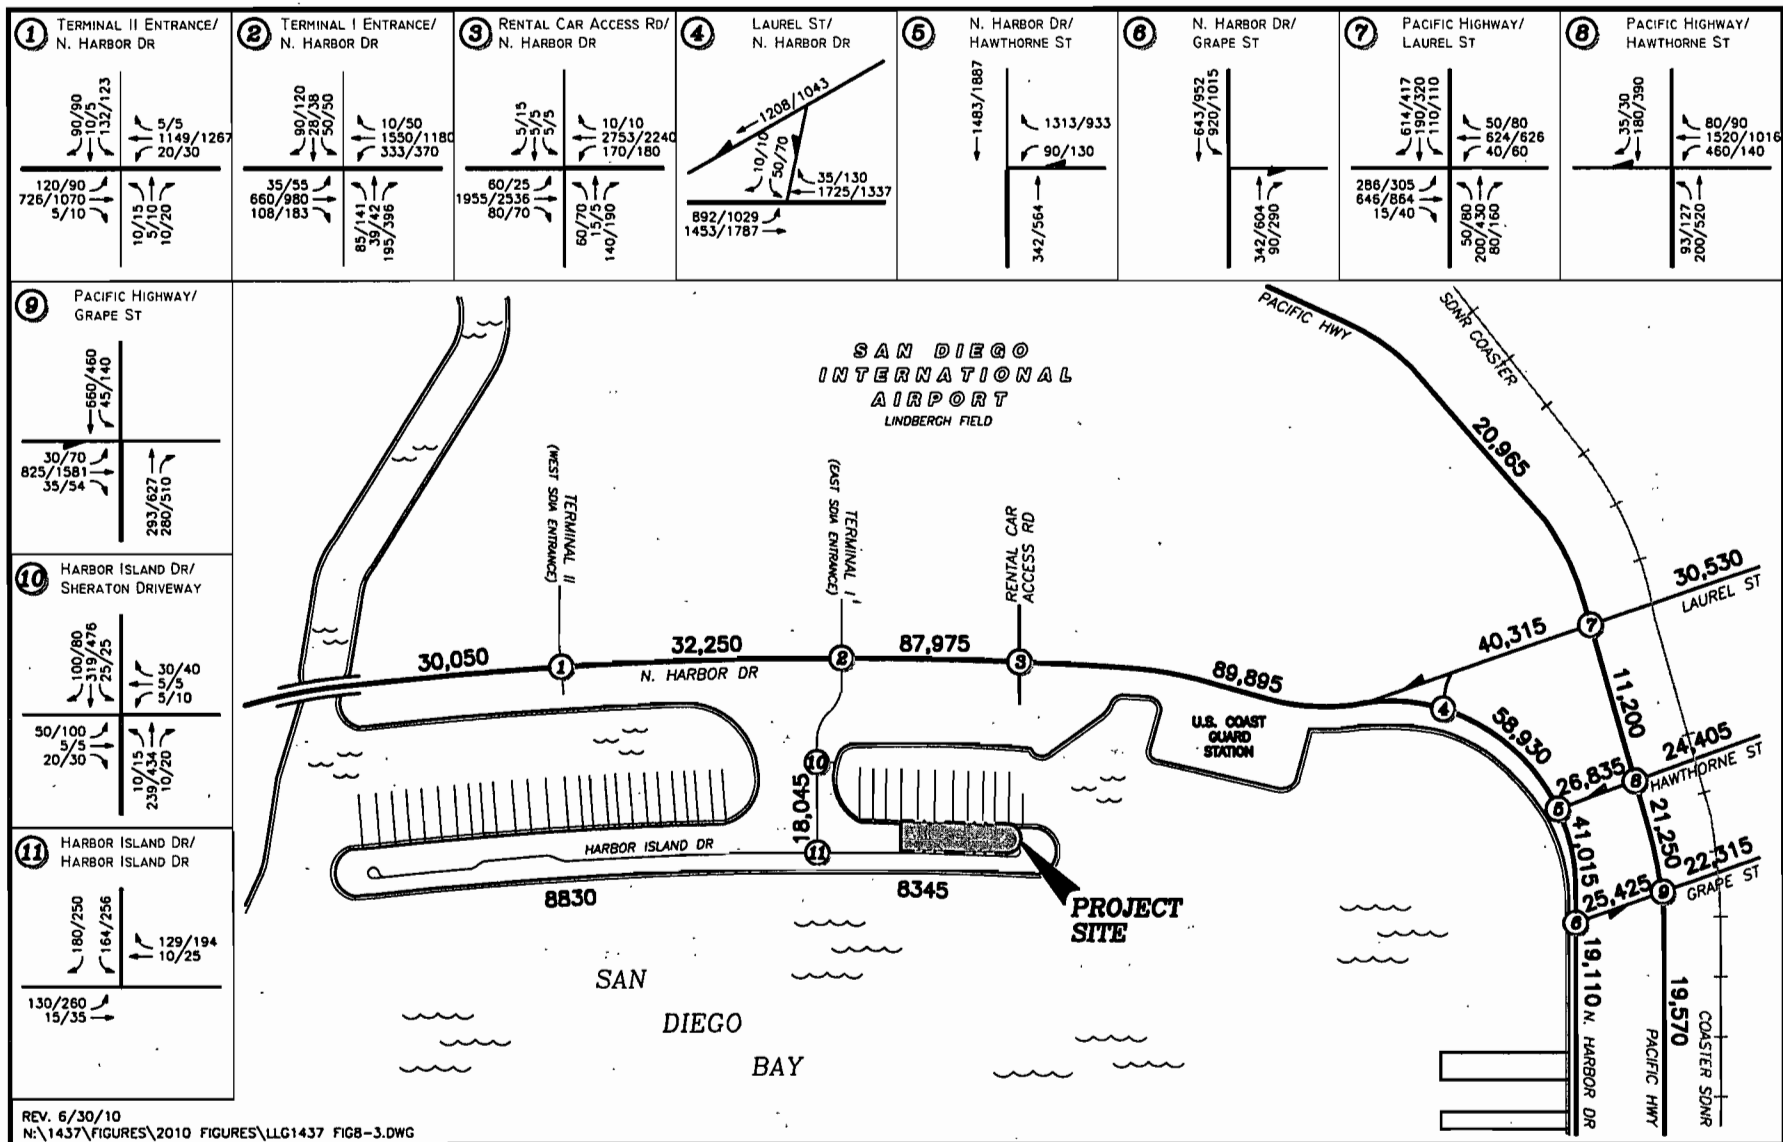 1
TERMINAL II ENTRANCE/
N. HARBOR DR
90/90
10/5
132/123
5/5
1149/1267
20/30
120/90
726/1070
5/10
10/15
5/10
10/20
2
TERMINAL I ENTRANCE/
N. HARBOR DR
90/120
28/38
50/50
10/50
1550/1180
333/370
35/55
660/980
108/183
85/141
39/42
195/396
3
RENTAL CAR ACCESS RD/
N. HARBOR DR
5/15
5/5
5/5
10/10
2753/2240
170/180
60/25
1955/2536
80/70
60/70
15/5
140/190
4
LAUREL ST/
N. HARBOR DR
1208/1043
10/10
50/70
35/130
1725/1337
892/1029
1453/1787
5
N. HARBOR DR/
HAWTHORNE ST
1483/1887
1313/933
90/130
342/564
6
N. HARBOR DR/
GRAPE ST
643/952
920/1015
342/604
90/290
7
PACIFIC HIGHWAY/
LAUREL ST
614/417
190/320
110/110
50/80
624/626
40/60
286/305
646/864
15/40
50/80
200/430
80/160
8
PACIFIC HIGHWAY/
HAWTHORNE ST
35/30
180/390
80/90
1520/1016
460/140
93/127
200/520
9
PACIFIC HIGHWAY/
GRAPE ST
660/460
45/140
30/70
825/1581
35/54
293/627
280/510
10
HARBOR ISLAND DR/
SHERATON DRIVEWAY
100/80
319/476
25/25
30/40
5/5
5/10
50/100
5/5
20/30
10/15
239/434
10/20
11
HARBOR ISLAND DR/
HARBOR ISLAND DR
180/250
164/256
129/194
10/25
130/260
15/35
SAN DIEGO
INTERNATIONAL
AIRPORT
LINDBERGH FIELD
PACIFIC HWY
SDNR COASTER
20,965
TERMINAL II
(WEST SDIA ENTRANCE)
TERMINAL I
(EAST SDIA ENTRANCE)
RENTAL CAR
ACCESS RD
30,530
LAUREL ST
7
40,315
30,050
1
32,250
N. HARBOR DR
2
87,975
3
89,895
4
58,930
11,200
U.S. COAST
GUARD
STATION
24,405
HAWTHORNE ST
8
26,835
5
10
18,045
11
HARBOR ISLAND DR
8830
8345
41,015
21,250
22,315
GRAPE ST
9
25,425
6
PROJECT
SITE
19,110
N. HARBOR DR
19,570
PACIFIC HWY
COASTER SDNR
SAN
DIEGO
BAY
REV. 6/30/10
N:\1437\FIGURES\2010 FIGURES\LLG1437 FIG8-3.DWG